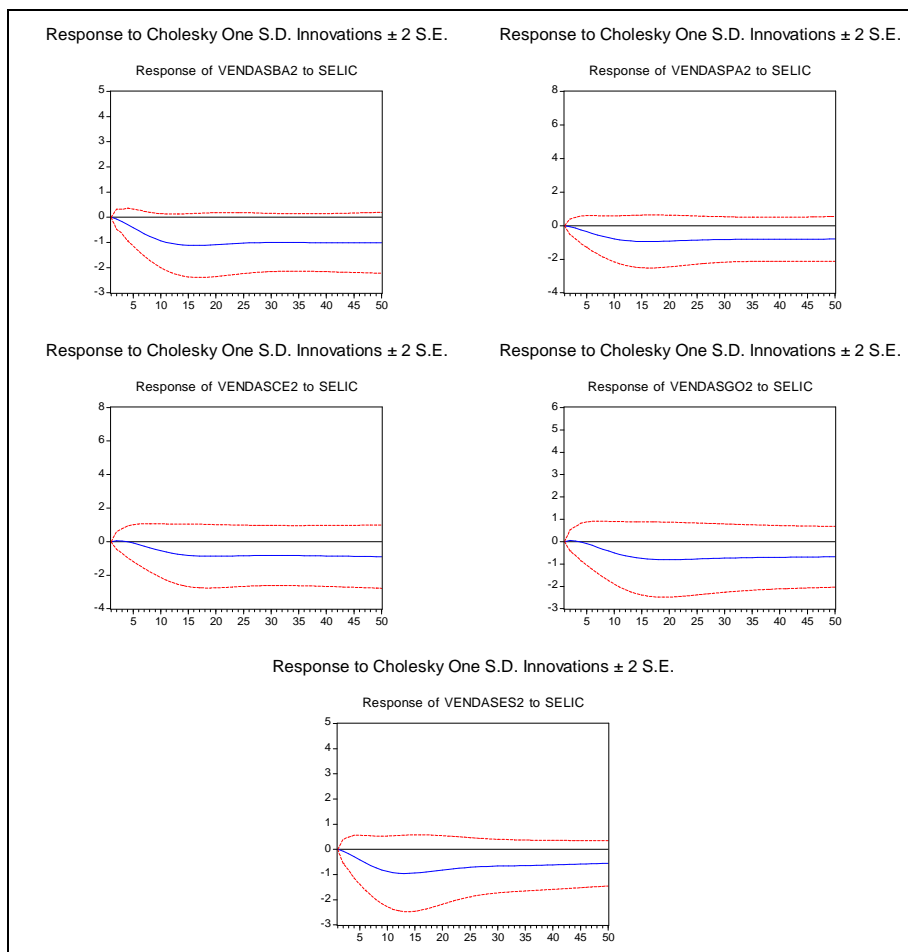 Response to Cholesky One S.D. Innovations ± 2 S.E.
Response of VENDASBA2 to SELIC
5
4
3
2
1
0
-1
-2
-3
5 10 15 20 25 30 35 40 45 50
Response to Cholesky One S.D. Innovations ± 2 S.E.
Response of VENDASPA2 to SELIC
8
6
4
2
0
-2
-4
5 10 15 20 25 30 35 40 45 50
Response to Cholesky One S.D. Innovations ± 2 S.E.
Response of VENDASCE2 to SELIC
8
6
4
2
0
-2
-4
5 10 15 20 25 30 35 40 45 50
Response to Cholesky One S.D. Innovations ± 2 S.E.
Response of VENDASGO2 to SELIC
6
5
4
3
2
1
0
-1
-2
-3
5 10 15 20 25 30 35 40 45 50
Response to Cholesky One S.D. Innovations ± 2 S.E.
Response of VENDASES2 to SELIC
5
4
3
2
1
0
-1
-2
-3
5 10 15 20 25 30 35 40 45 50